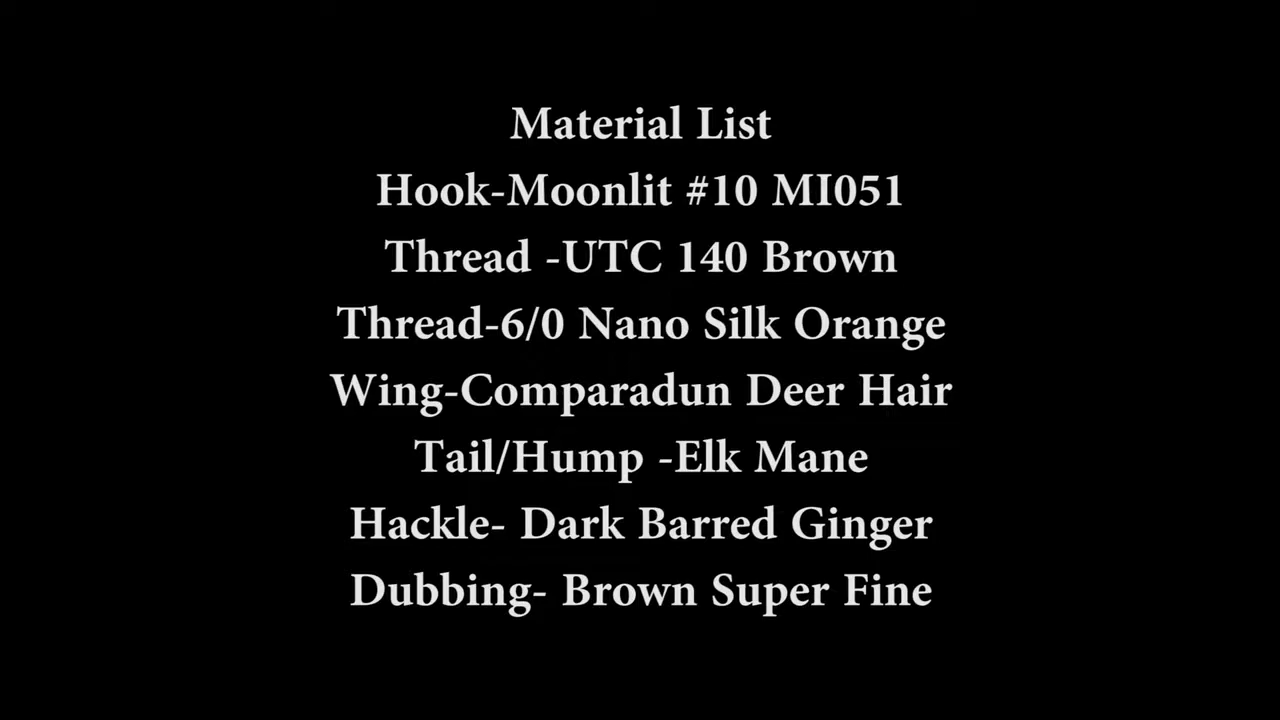 Material List
Hook-Moonlit #10 MI051
Thread -UTC 140 Brown
Thread-6/0 Nano Silk Orange
Wing-Comparadun Deer Hair
Tail/Hump -Elk Mane
Hackle- Dark Barred Ginger
Dubbing- Brown Super Fine